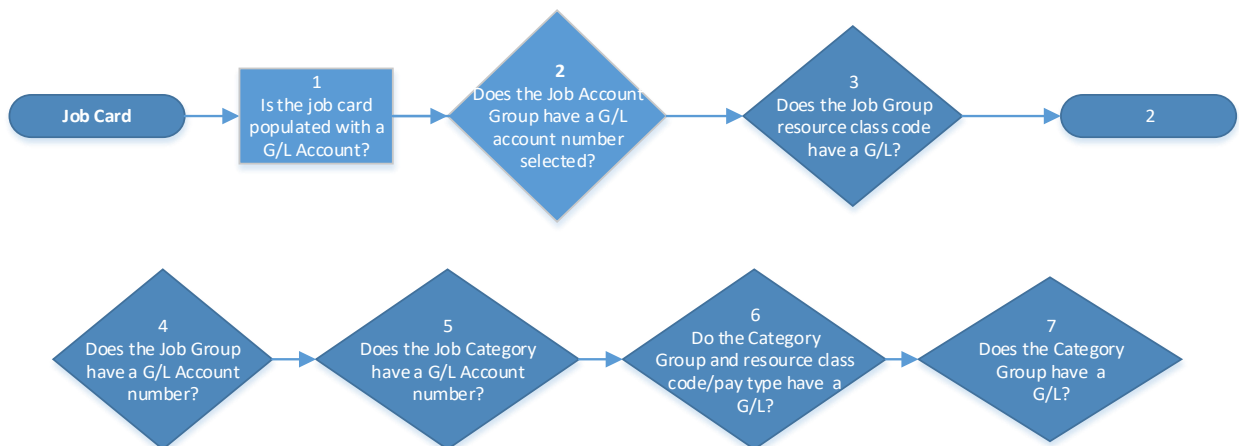 Job Card
1
Is the job card
populated with a
G/L Account?
2
Does the Job Account
Group have a G/L
account number
selected?
3
Does the Job Group
resource class code
have a G/L?
2
4
Does the Job Group
have a G/L Account
number?
5
Does the Job Category
have a G/L Account
number?
6
Do the Category
Group and resource class
code/pay type have a
G/L?
7
Does the Category
Group have a
G/L?